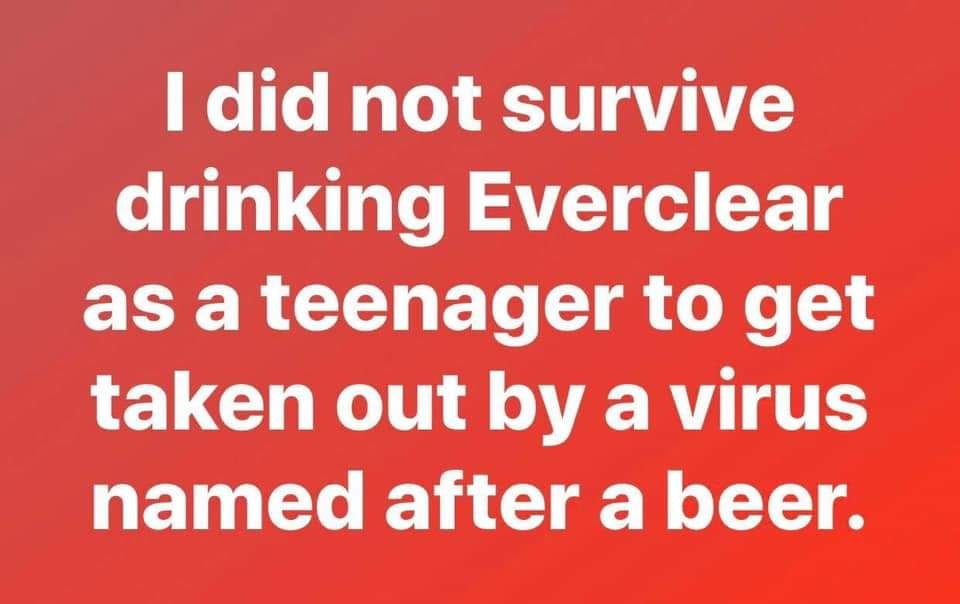 I did not survive
drinking Everclear
as a teenager to get
taken out by a virus
named after a beer.